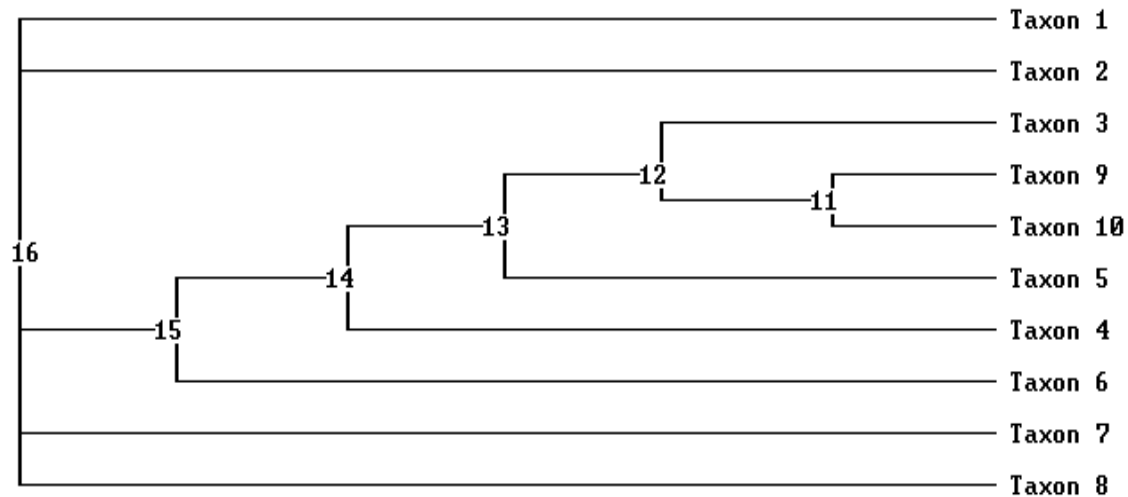 Taxon 1
Taxon 2
Taxon 3
12
Taxon 9
11
13
Taxon 10
16
14
Taxon 5
15
Taxon 4
Taxon 6
Taxon 7
Taxon 8